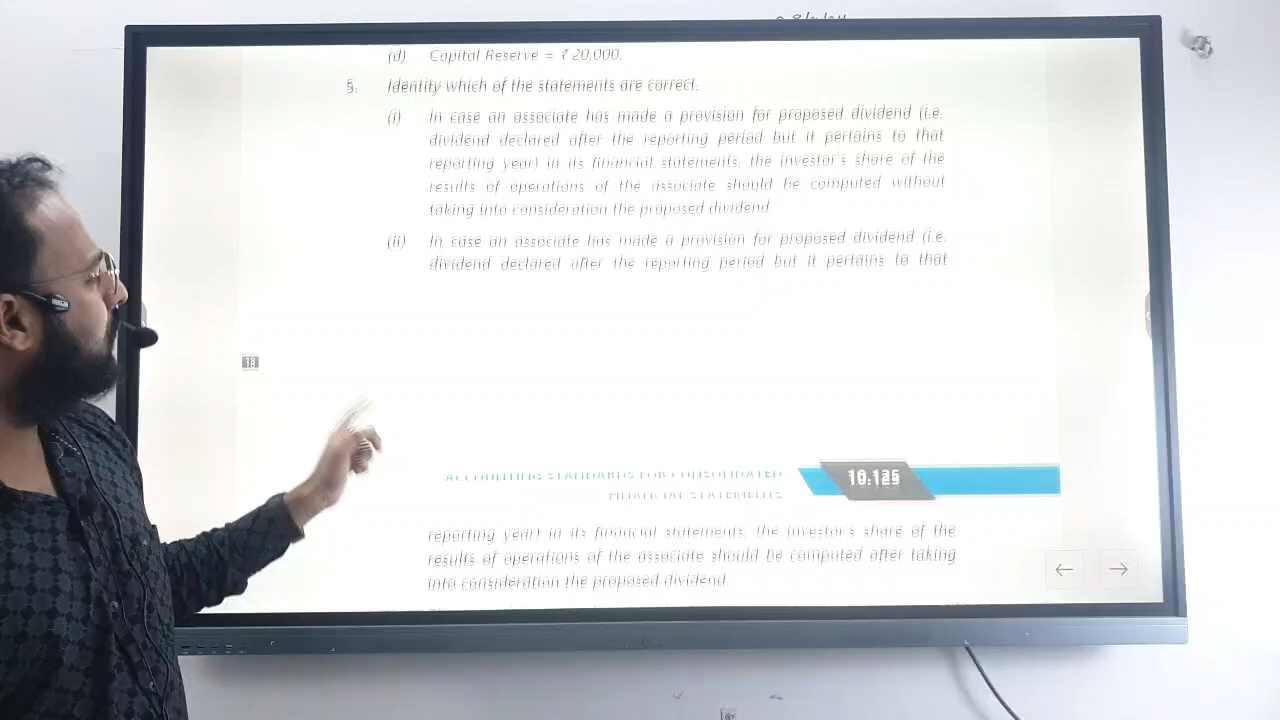 (d) Capital Reserve = ₹ 20,000.
5. Identity which of the statements are correct.
(i) In case an associate has made a provision for proposed dividend (i.e.
dividend declared after the reporting period but it pertains to that
reporting year) in its financial statements, the investor's share of the
results of operations of the associate should be computed without
taking into consideration the proposed dividend.
(ii) In case an associate has made a provision for proposed dividend (i.e.
dividend declared after the reporting period but it pertains to that
18
ACCOUNTING STANDARDS FOR CONSOLIDATED
FINANCIAL STATEMENTS
10.125
reporting year) in its financial statements, the investor's share of the
results of operations of the associate should be computed after taking
into consideration the proposed dividend.